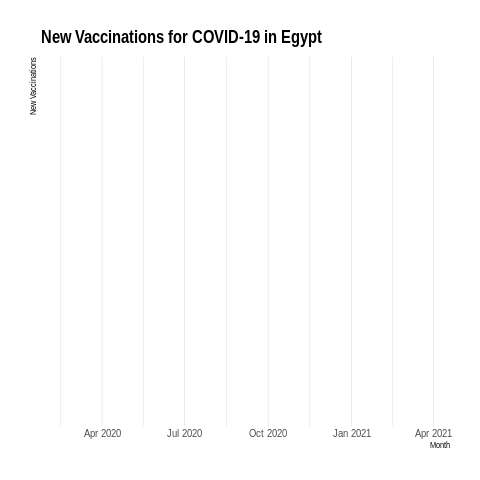 New Vaccinations for COVID-19 in Egypt
New Vaccinations
Apr 2020 Jul 2020 Oct 2020 Jan 2021 Apr 2021
Month